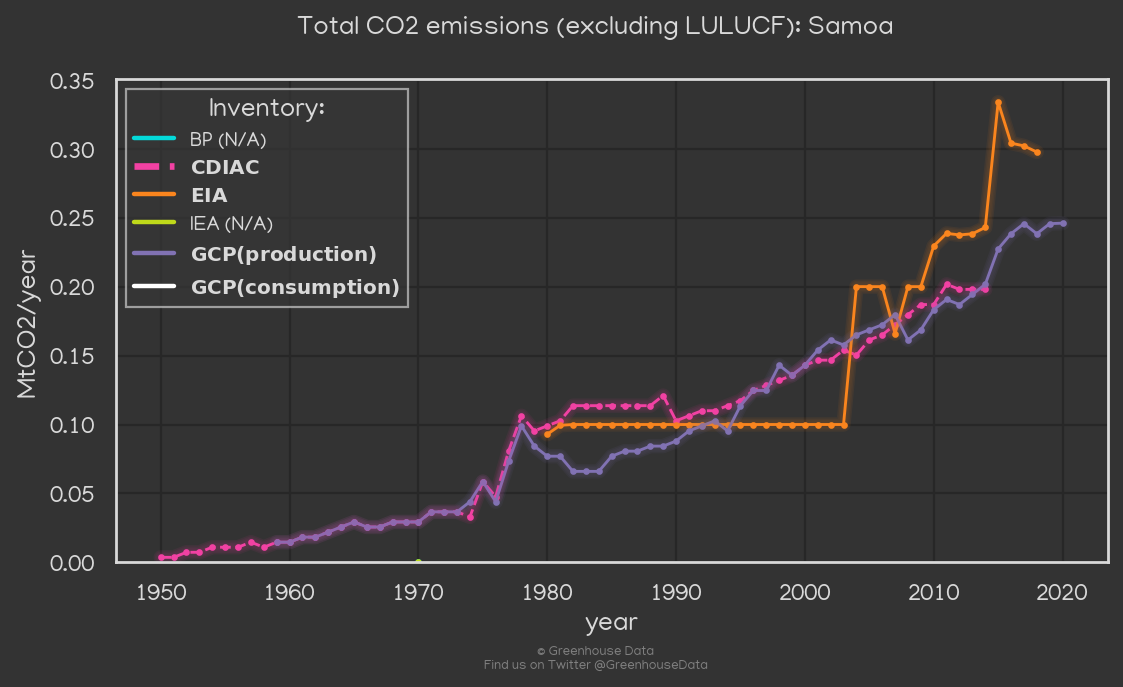 Total CO2 emissions (excluding LULUCF): Samoa
0.35
0.30
0.25
0.20
0.15
0.10
0.05
0.00
MtCO2/year
Inventory:
BP (N/A)
CDIAC
EIA
IEA (N/A)
GCP(production)
GCP(consumption)
1950 1960 1970 1980 1990 2000 2010 2020
year
© Greenhouse Data
Find us on Twitter @GreenhouseData